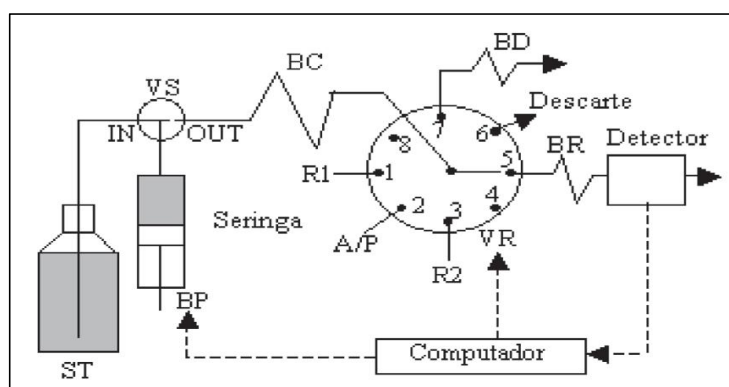 BD
BC
VS
Descarte
IN
OUT
7
6
8
Detector
BR
R1
1
5
2
4
3
Seringa
A/P
VR
R2
BP
Computador
ST